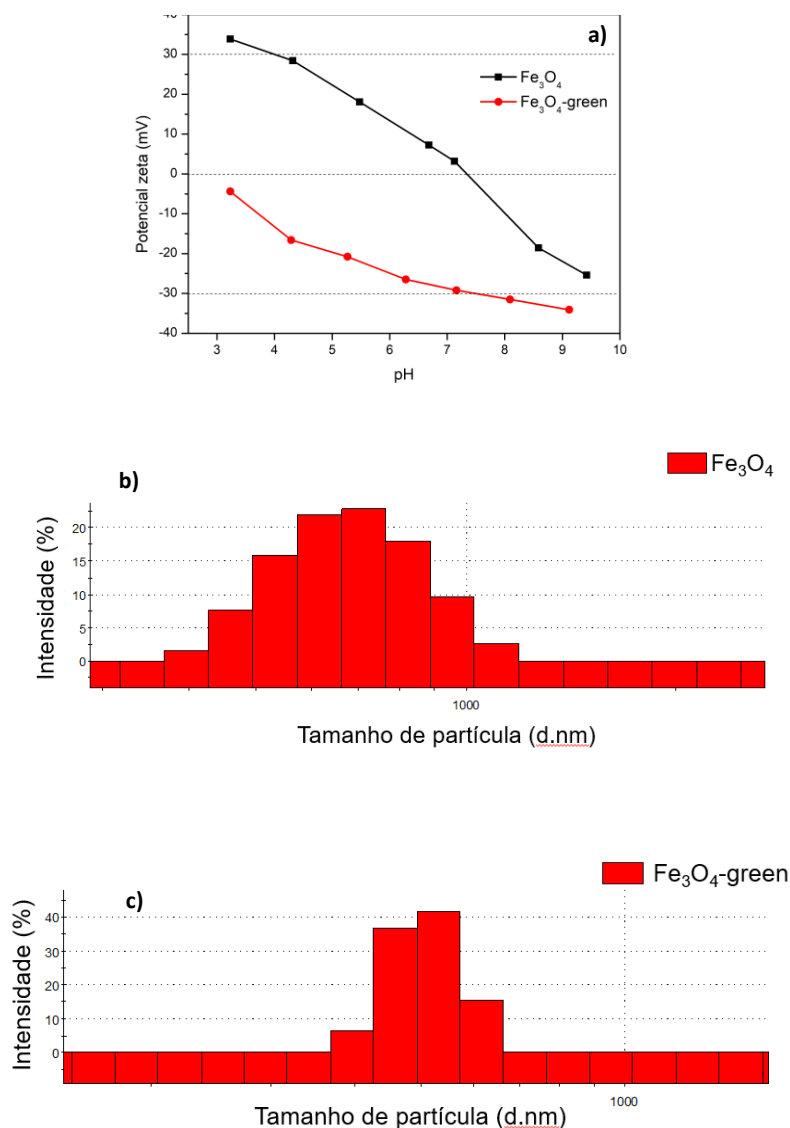 40
a)
30
20
10
0
-10
-20
-30
-40
Potencial zeta (mV)
Fe₃O₄
Fe₃O₄-green
3 4 5 6 7 8 9 10
pH
Fe₃O₄
b)
Intensidade (%)
20
15
10
5
0
1000
Tamanho de partícula (d.nm)
Fe₃O₄-green
c)
Intensidade (%)
40
30
20
10
0
1000
Tamanho de partícula (d.nm)